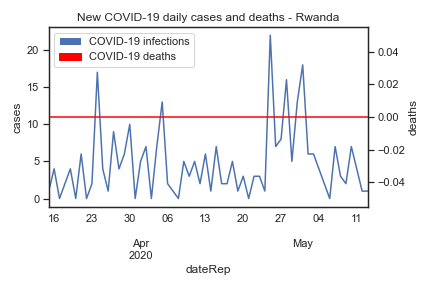 New COVID-19 daily cases and deaths - Rwanda
COVID-19 infections
COVID-19 deaths
20
15
10
5
0
cases
0.04
0.02
0.00
−0.02
−0.04
deaths
16 23 30 06 13 20 27 04 11
Apr May
2020
dateRep